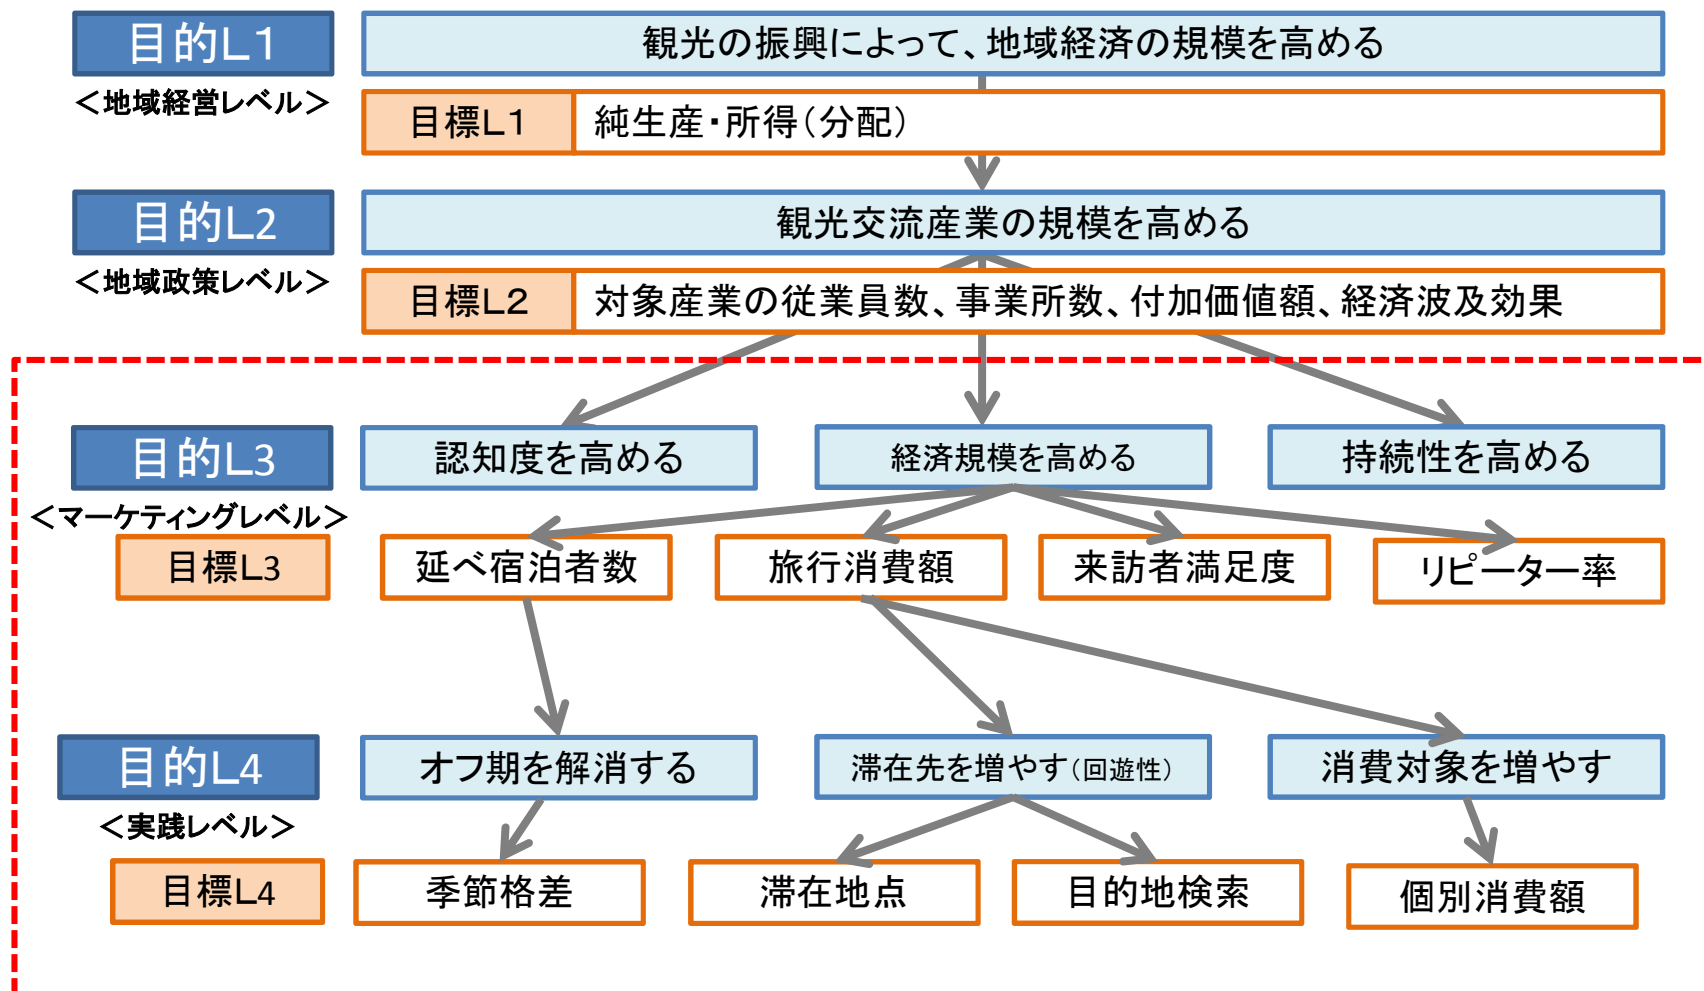 目的L1
観光の振興によって、地域経済の規模を高める
＜地域経営レベル＞
目標L1
純生産・所得（分配）
目的L2
観光交流産業の規模を高める
＜地域政策レベル＞
目標L2
対象産業の従業員数、事業所数、付加価値額、経済波及効果
目的L3
認知度を高める
経済規模を高める
持続性を高める
＜マーケティングレベル＞
目標L3
延べ宿泊者数
旅行消費額
来訪者満足度
リピーター率
目的L4
オフ期を解消する
滞在先を増やす（回遊性）
消費対象を増やす
＜実践レベル＞
目標L4
季節格差
滞在地点
目的地検索
個別消費額